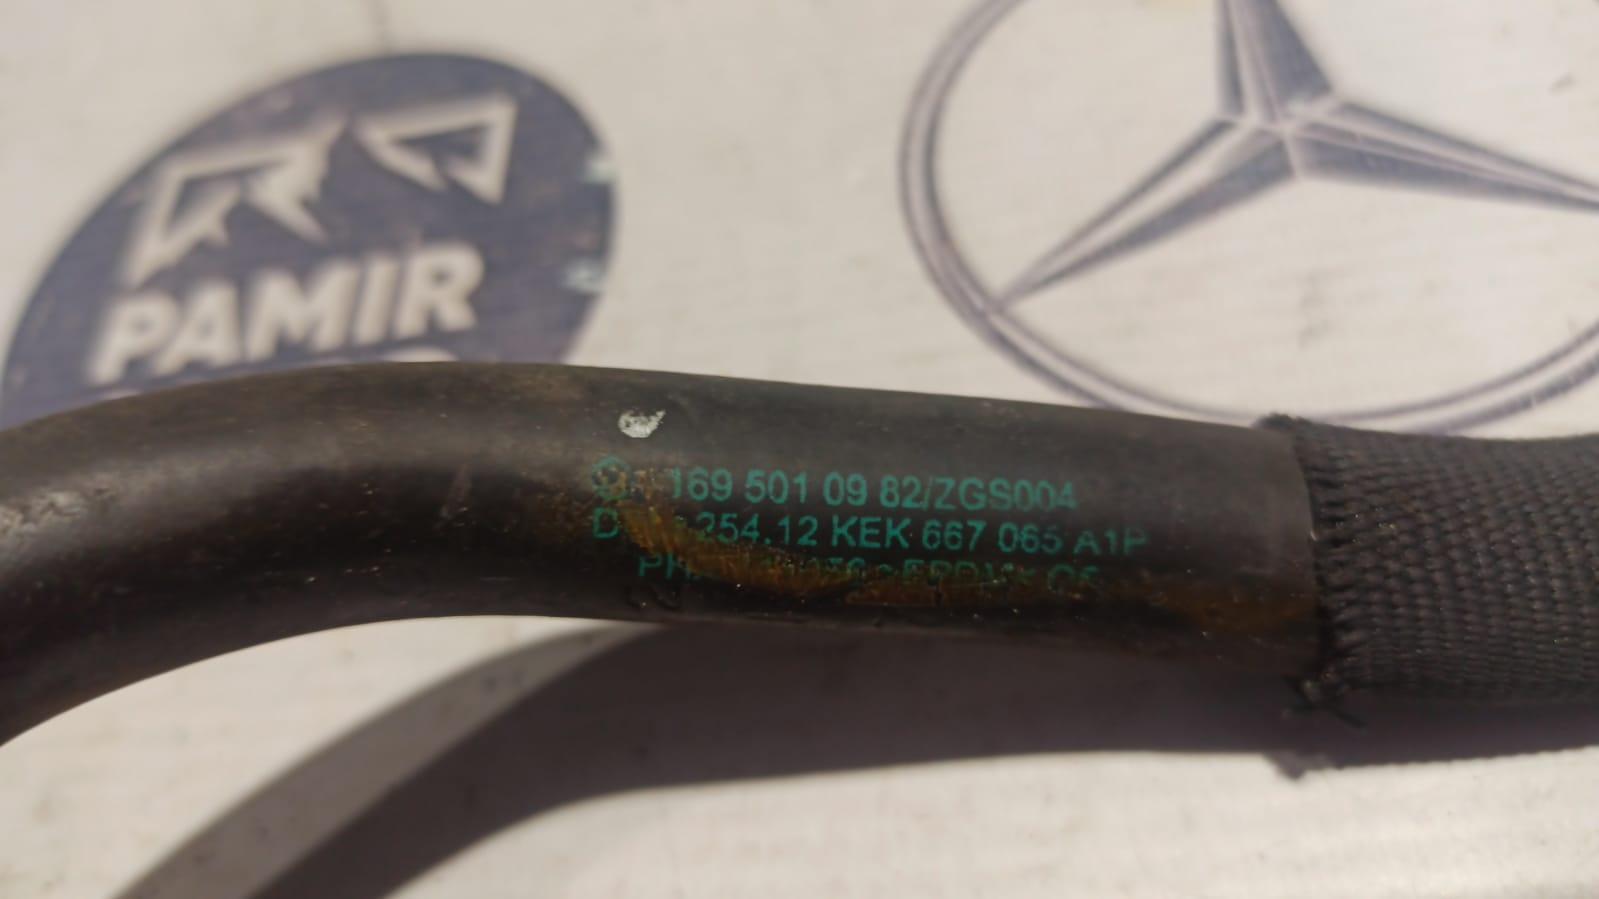 PAMIR
169 501 09 82/ZGS004
254.12 KEK 667 065 A1P